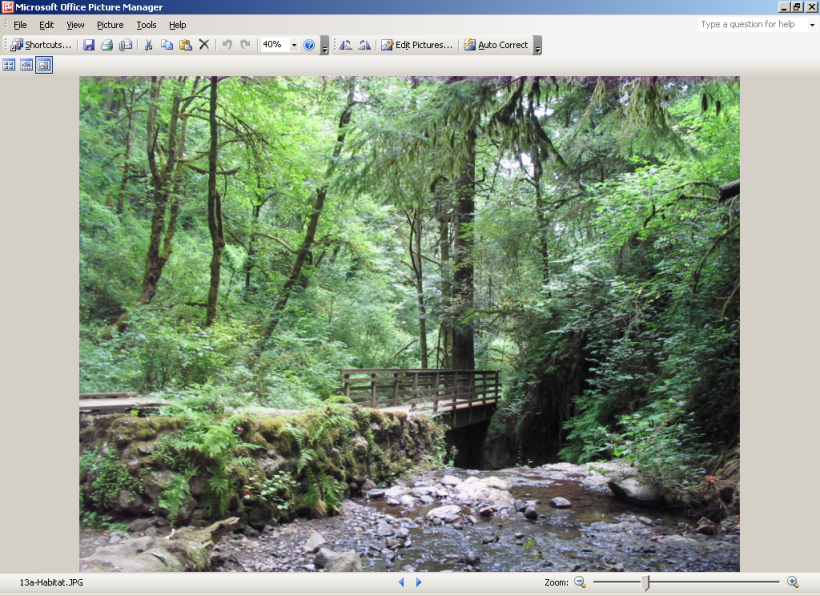 Microsoft Office Picture Manager
File Edit View Picture Tools Help
Type a question for help
Shortcuts...
40%
Edit Pictures...
Auto Correct
13a-Habitat.JPG
Zoom: